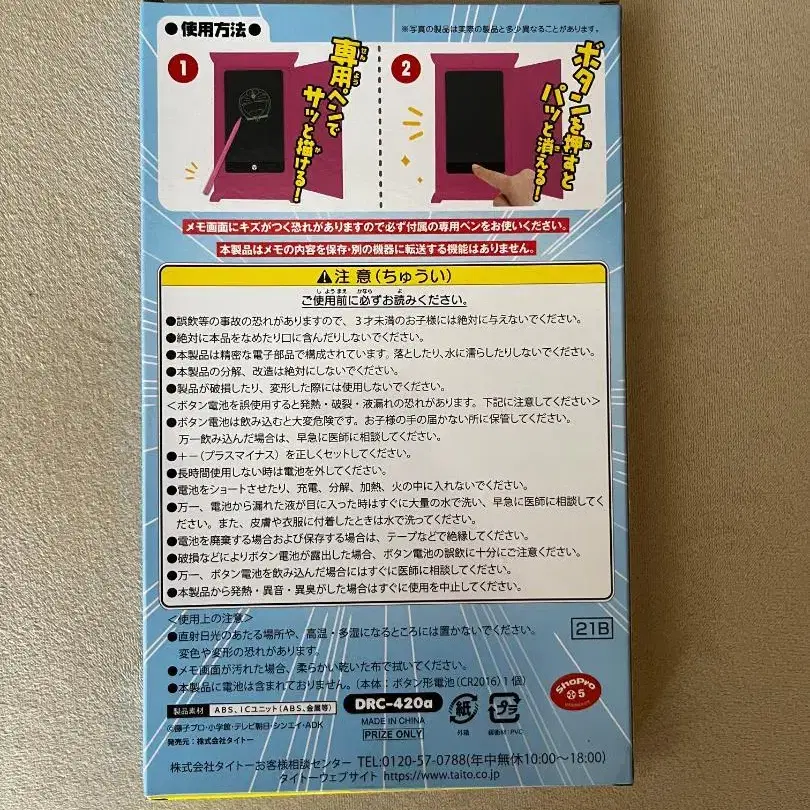 ●使用方法●
※写真の製品は実際の製品と多少異なることがあります。
1
専用ペンで
サッと描ける!
2
ボタンを押すと
パッと消える!
メモ画面にキズがつく恐れがありますので必ず付属の専用ペンをお使いください。
本製品はメモの内容を保存・別の機器に転送する機能はありません。
⚠注意(ちゅうい)
ご使用前に必ずお読みください。
●誤飲等の事故の恐れがありますので、3才未満のお子様には絶対に与えないでください。
●絶対に本品をなめたり口に含んだりしないでください。
●本製品は精密な電子部品で構成されています。落としたり、水に濡らしたりしないでください。
●本製品の分解、改造は絶対にしないでください。
●製品が破損したり、変形した際には使用しないでください。
<ボタン電池を誤使用すると発熱・破裂・液漏れの恐れがあります。下記に注意してください>
●ボタン電池は飲み込むと大変危険です。お子様の手の届かない所に保管してください。
万一飲み込んだ場合は、早急に医師に相談してください。
●+-(プラスマイナス)を正しくセットしてください。
●長時間使用しない時は電池を外してください。
●電池をショートさせたり、充電、分解、加熱、火の中に入れないでください。
●万一、電池から漏れた液が目に入った時はすぐに大量の水で洗い、早急に医師に相談してく
ださい。また、皮膚や衣服に付着したときは水で洗ってください。
●電池を廃棄する場合および保存する場合は、テープなどで絶縁してください。
●破損などによりボタン電池が露出した場合、ボタン電池の誤飲に十分にご注意ください。
●万一、ボタン電池を飲み込んだ場合にはすぐに医師に相談してください。
●本製品から発熱・異音・異臭がした場合はすぐに使用を中止してください。
<使用上の注意>
●直射日光のあたる場所や、高温・多湿になるところには置かないでください。
変色や変形の恐れがあります。
21B
●メモ画面が汚れた場合、柔らかい乾いた布で拭いてください。
●本製品に電池は含まれておりません。(本体:ボタン形電池(CR2016)1個)
ShoPro
5
製品素材 ABS、ICユニット(ABS、金属等)
DRC-420a
紙
外箱
プラ
緩衝材:PVC
©藤子プロ・小学館・テレビ朝日・シンエイ・ADK
MADE IN CHINA
発売元:株式会社タイトー
PRIZE ONLY
株式会社タイトーお客様相談センター TEL:0120-57-0788(年中無休10:00〜18:00)
タイトーウェブサイト https://www.taito.co.jp